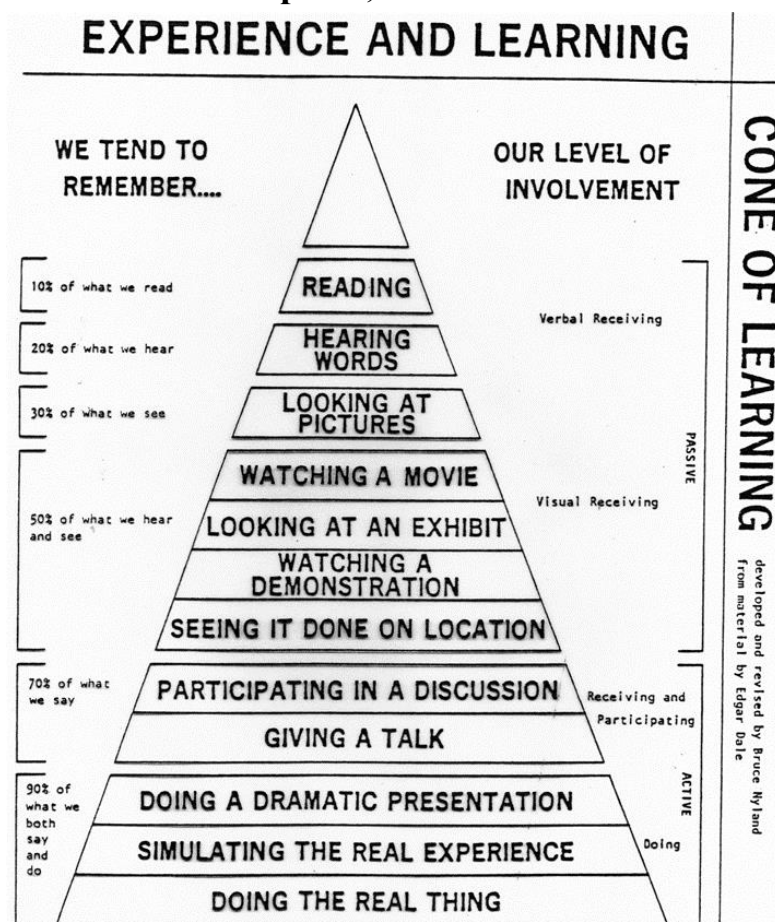 EXPERIENCE AND LEARNING
WE TEND TO
REMEMBER....
OUR LEVEL OF
INVOLVEMENT
10% of what we read
READING
Verbal Receiving
20% of what we hear
HEARING
WORDS
30% of what we see
LOOKING AT
PICTURES
50% of what we hear
and see
WATCHING A MOVIE
LOOKING AT AN EXHIBIT
WATCHING A
DEMONSTRATION
SEEING IT DONE ON LOCATION
Visual Receiving
PASSIVE
70% of what
we say
PARTICIPATING IN A DISCUSSION
GIVING A TALK
Receiving and
Participating
90% of
what we
both
say
and
do
DOING A DRAMATIC PRESENTATION
SIMULATING THE REAL EXPERIENCE
DOING THE REAL THING
Doing
ACTIVE
CONE OF LEARNING
developed and revised by Bruce Nyland
from material by Edgar Dale